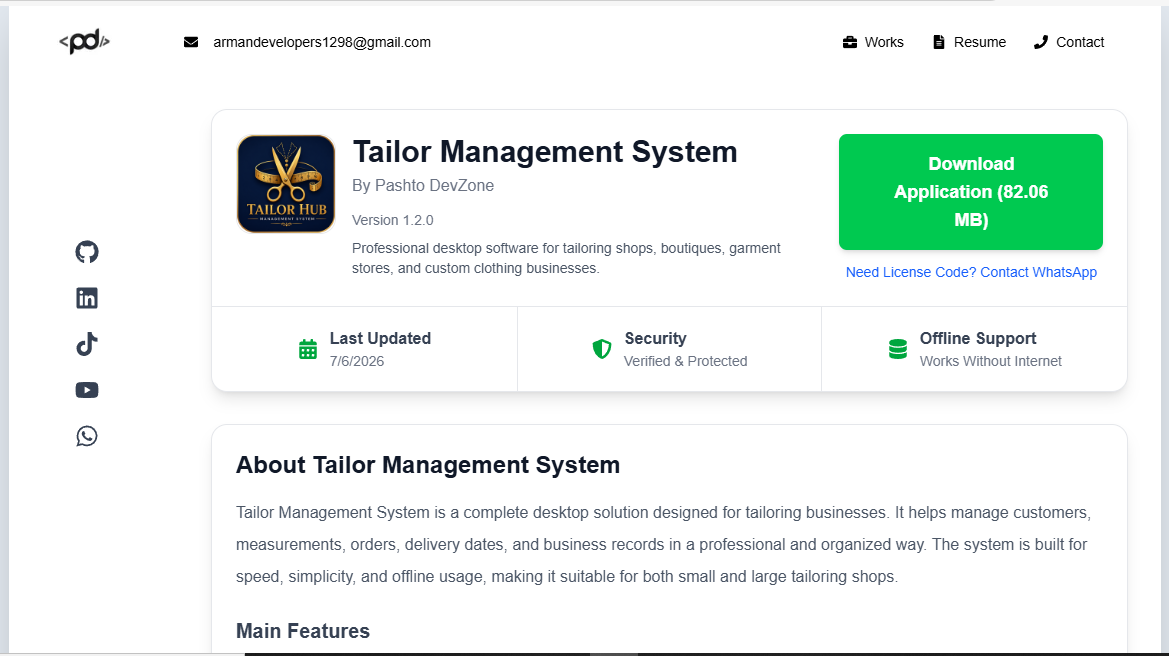 <pd/>
armandevelopers1298@gmail.com
Works
Resume
Contact
TAILOR HUB
MANAGEMENT SYSTEM
Tailor Management System
By Pashto DevZone
Version 1.2.0
Professional desktop software for tailoring shops, boutiques, garment
stores, and custom clothing businesses.
Download
Application (82.06
MB)
Need License Code? Contact WhatsApp
Last Updated
7/6/2026
Security
Verified & Protected
Offline Support
Works Without Internet
About Tailor Management System
Tailor Management System is a complete desktop solution designed for tailoring businesses. It helps manage customers,
measurements, orders, delivery dates, and business records in a professional and organized way. The system is built for
speed, simplicity, and offline usage, making it suitable for both small and large tailoring shops.
Main Features